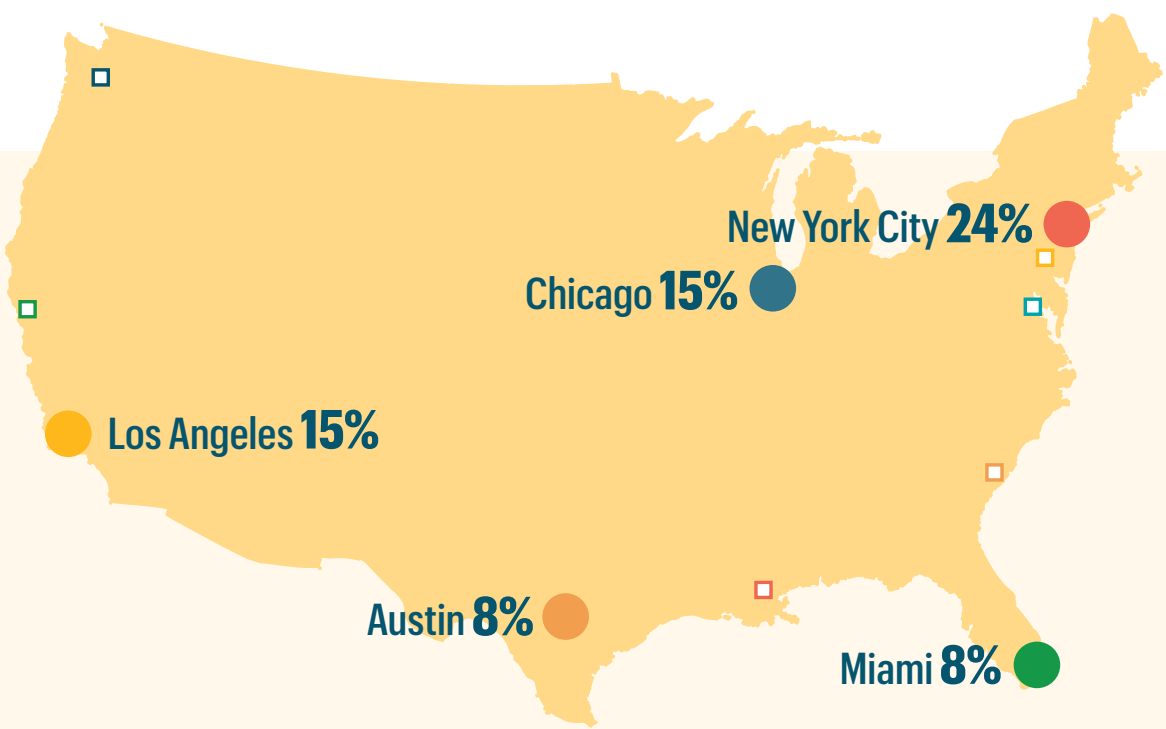 New York City 24%
Chicago 15%
Los Angeles 15%
Austin 8%
Miami 8%